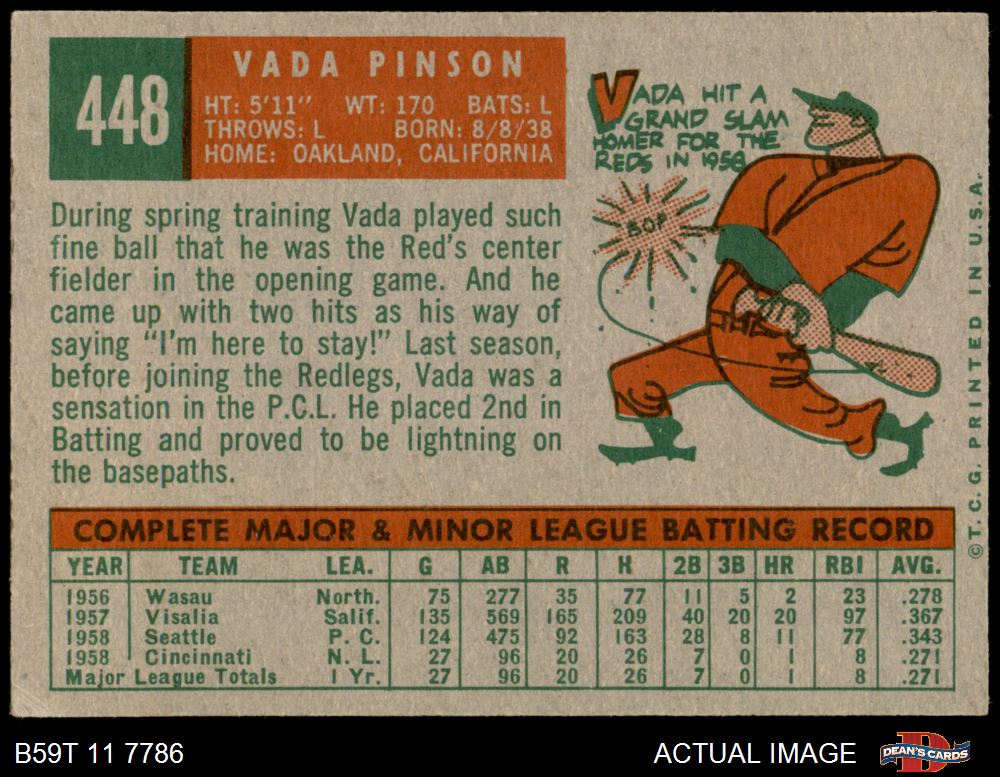 448
VADA PINSON
HT: 5'11" WT: 170 BATS: L
THROWS: L BORN: 8/8/38
HOME: OAKLAND, CALIFORNIA
VADA HIT A
GRAND SLAM
HOMER FOR THE
REDS IN 1958
BOP
ZIP
During spring training Vada played such
fine ball that he was the Red's center
fielder in the opening game. And he
came up with two hits as his way of
saying "I'm here to stay!" Last season,
before joining the Redlegs, Vada was a
sensation in the P.C.L. He placed 2nd in
Batting and proved to be lightning on
the basepaths.
©T.C.G. PRINTED IN U.S.A.
COMPLETE MAJOR & MINOR LEAGUE BATTING RECORD
YEAR TEAM LEA. G AB R H 2B 3B HR RBI AVG.
1956 Wasau North. 75 277 35 77 11 5 2 23 .278
1957 Visalia Salif. 135 569 165 209 40 20 20 97 .367
1958 Seattle P. C. 124 475 92 163 28 8 11 77 .343
1958 Cincinnati N. L. 27 96 20 26 7 0 1 8 .271
Major League Totals 1 Yr. 27 96 20 26 7 0 1 8 .271
B59T 11 7786
ACTUAL IMAGE
DEAN'S CARDS